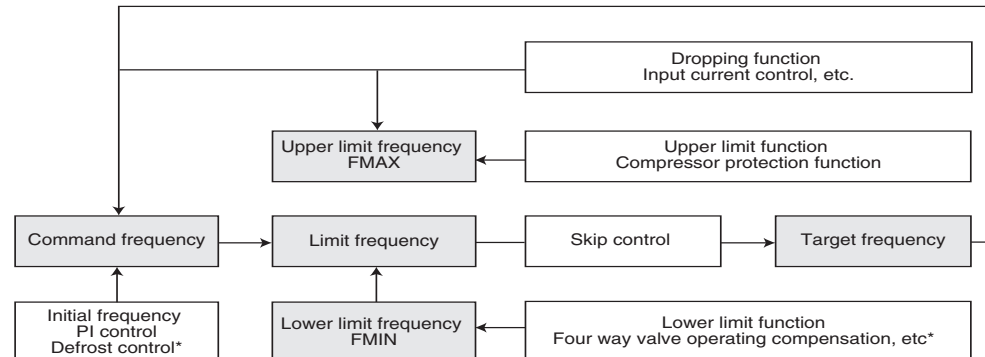 Dropping function
Input current control, etc.
Upper limit frequency
FMAX
Upper limit function
Compressor protection function
Command frequency
Limit frequency
Skip control
Target frequency
Initial frequency
PI control
Defrost control*
Lower limit frequency
FMIN
Lower limit function
Four way valve operating compensation, etc*